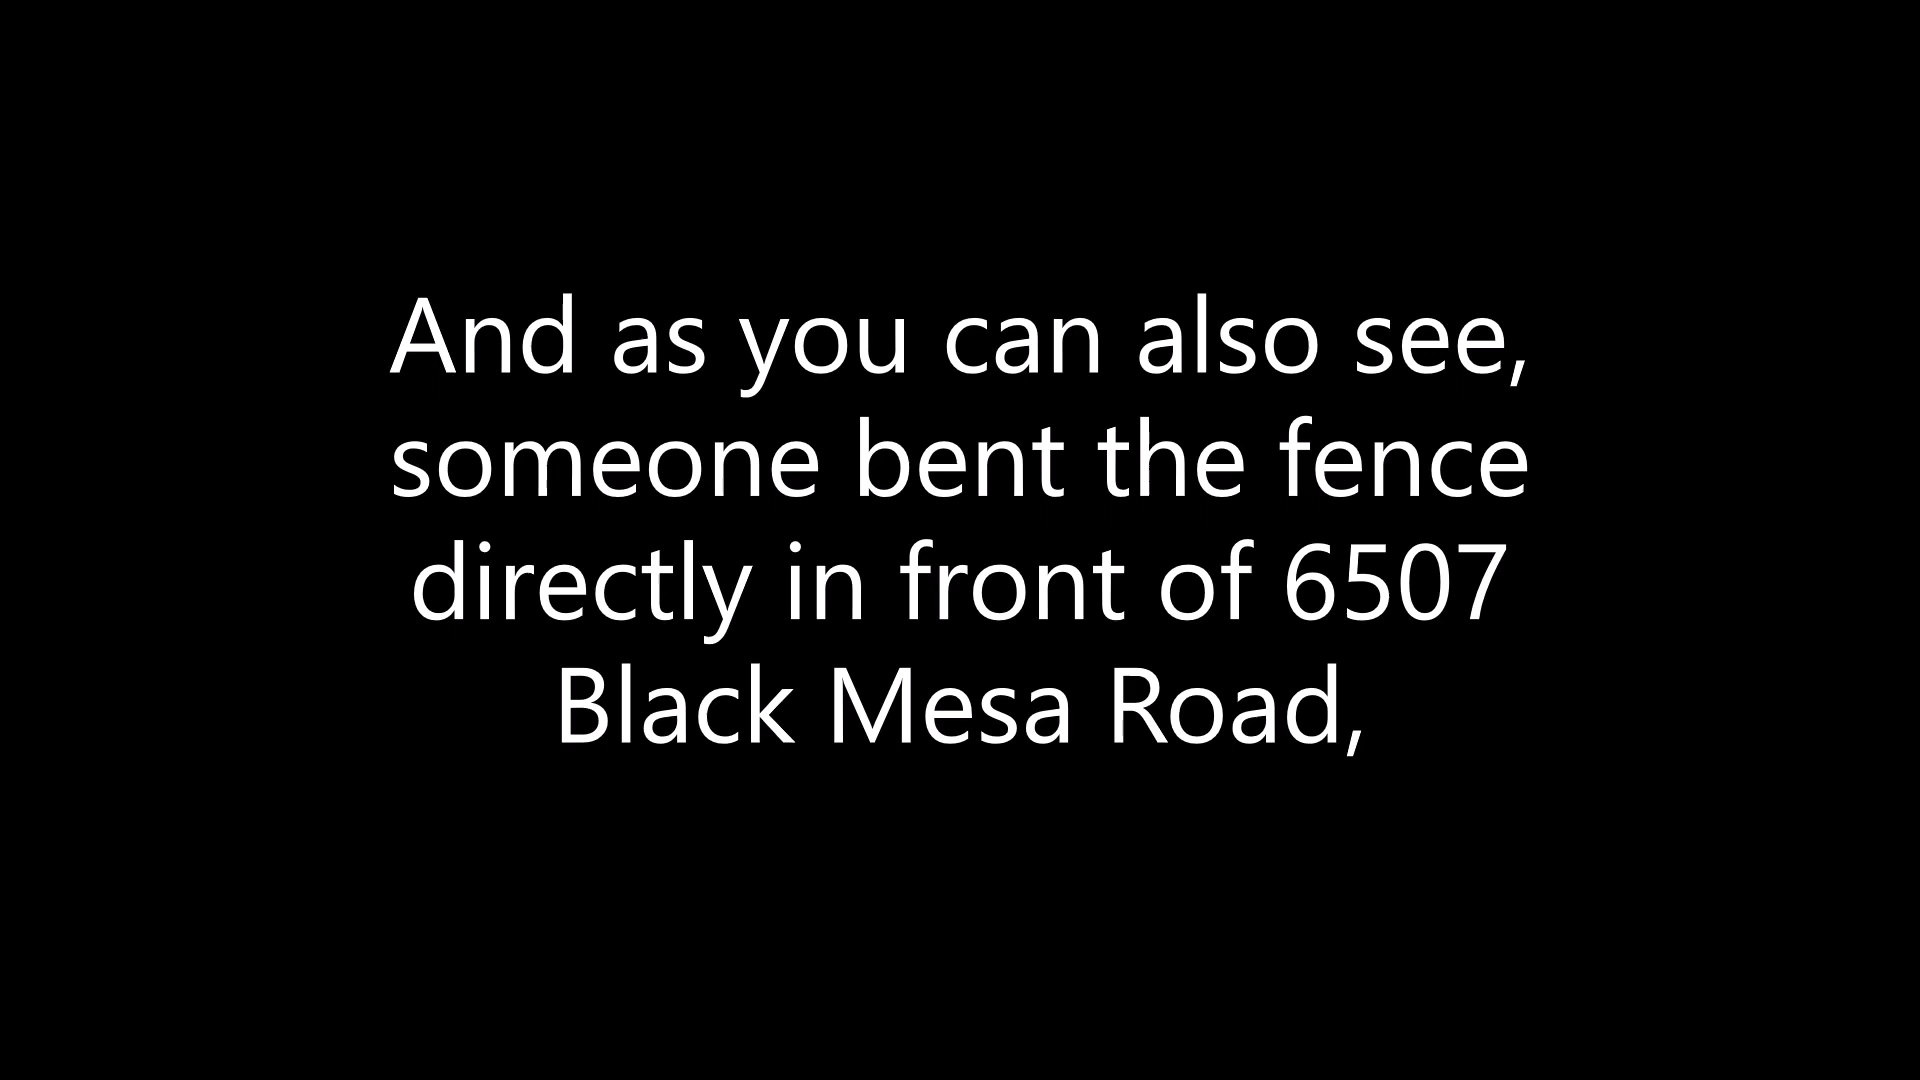 And as you can also see,
someone bent the fence
directly in front of 6507
Black Mesa Road,